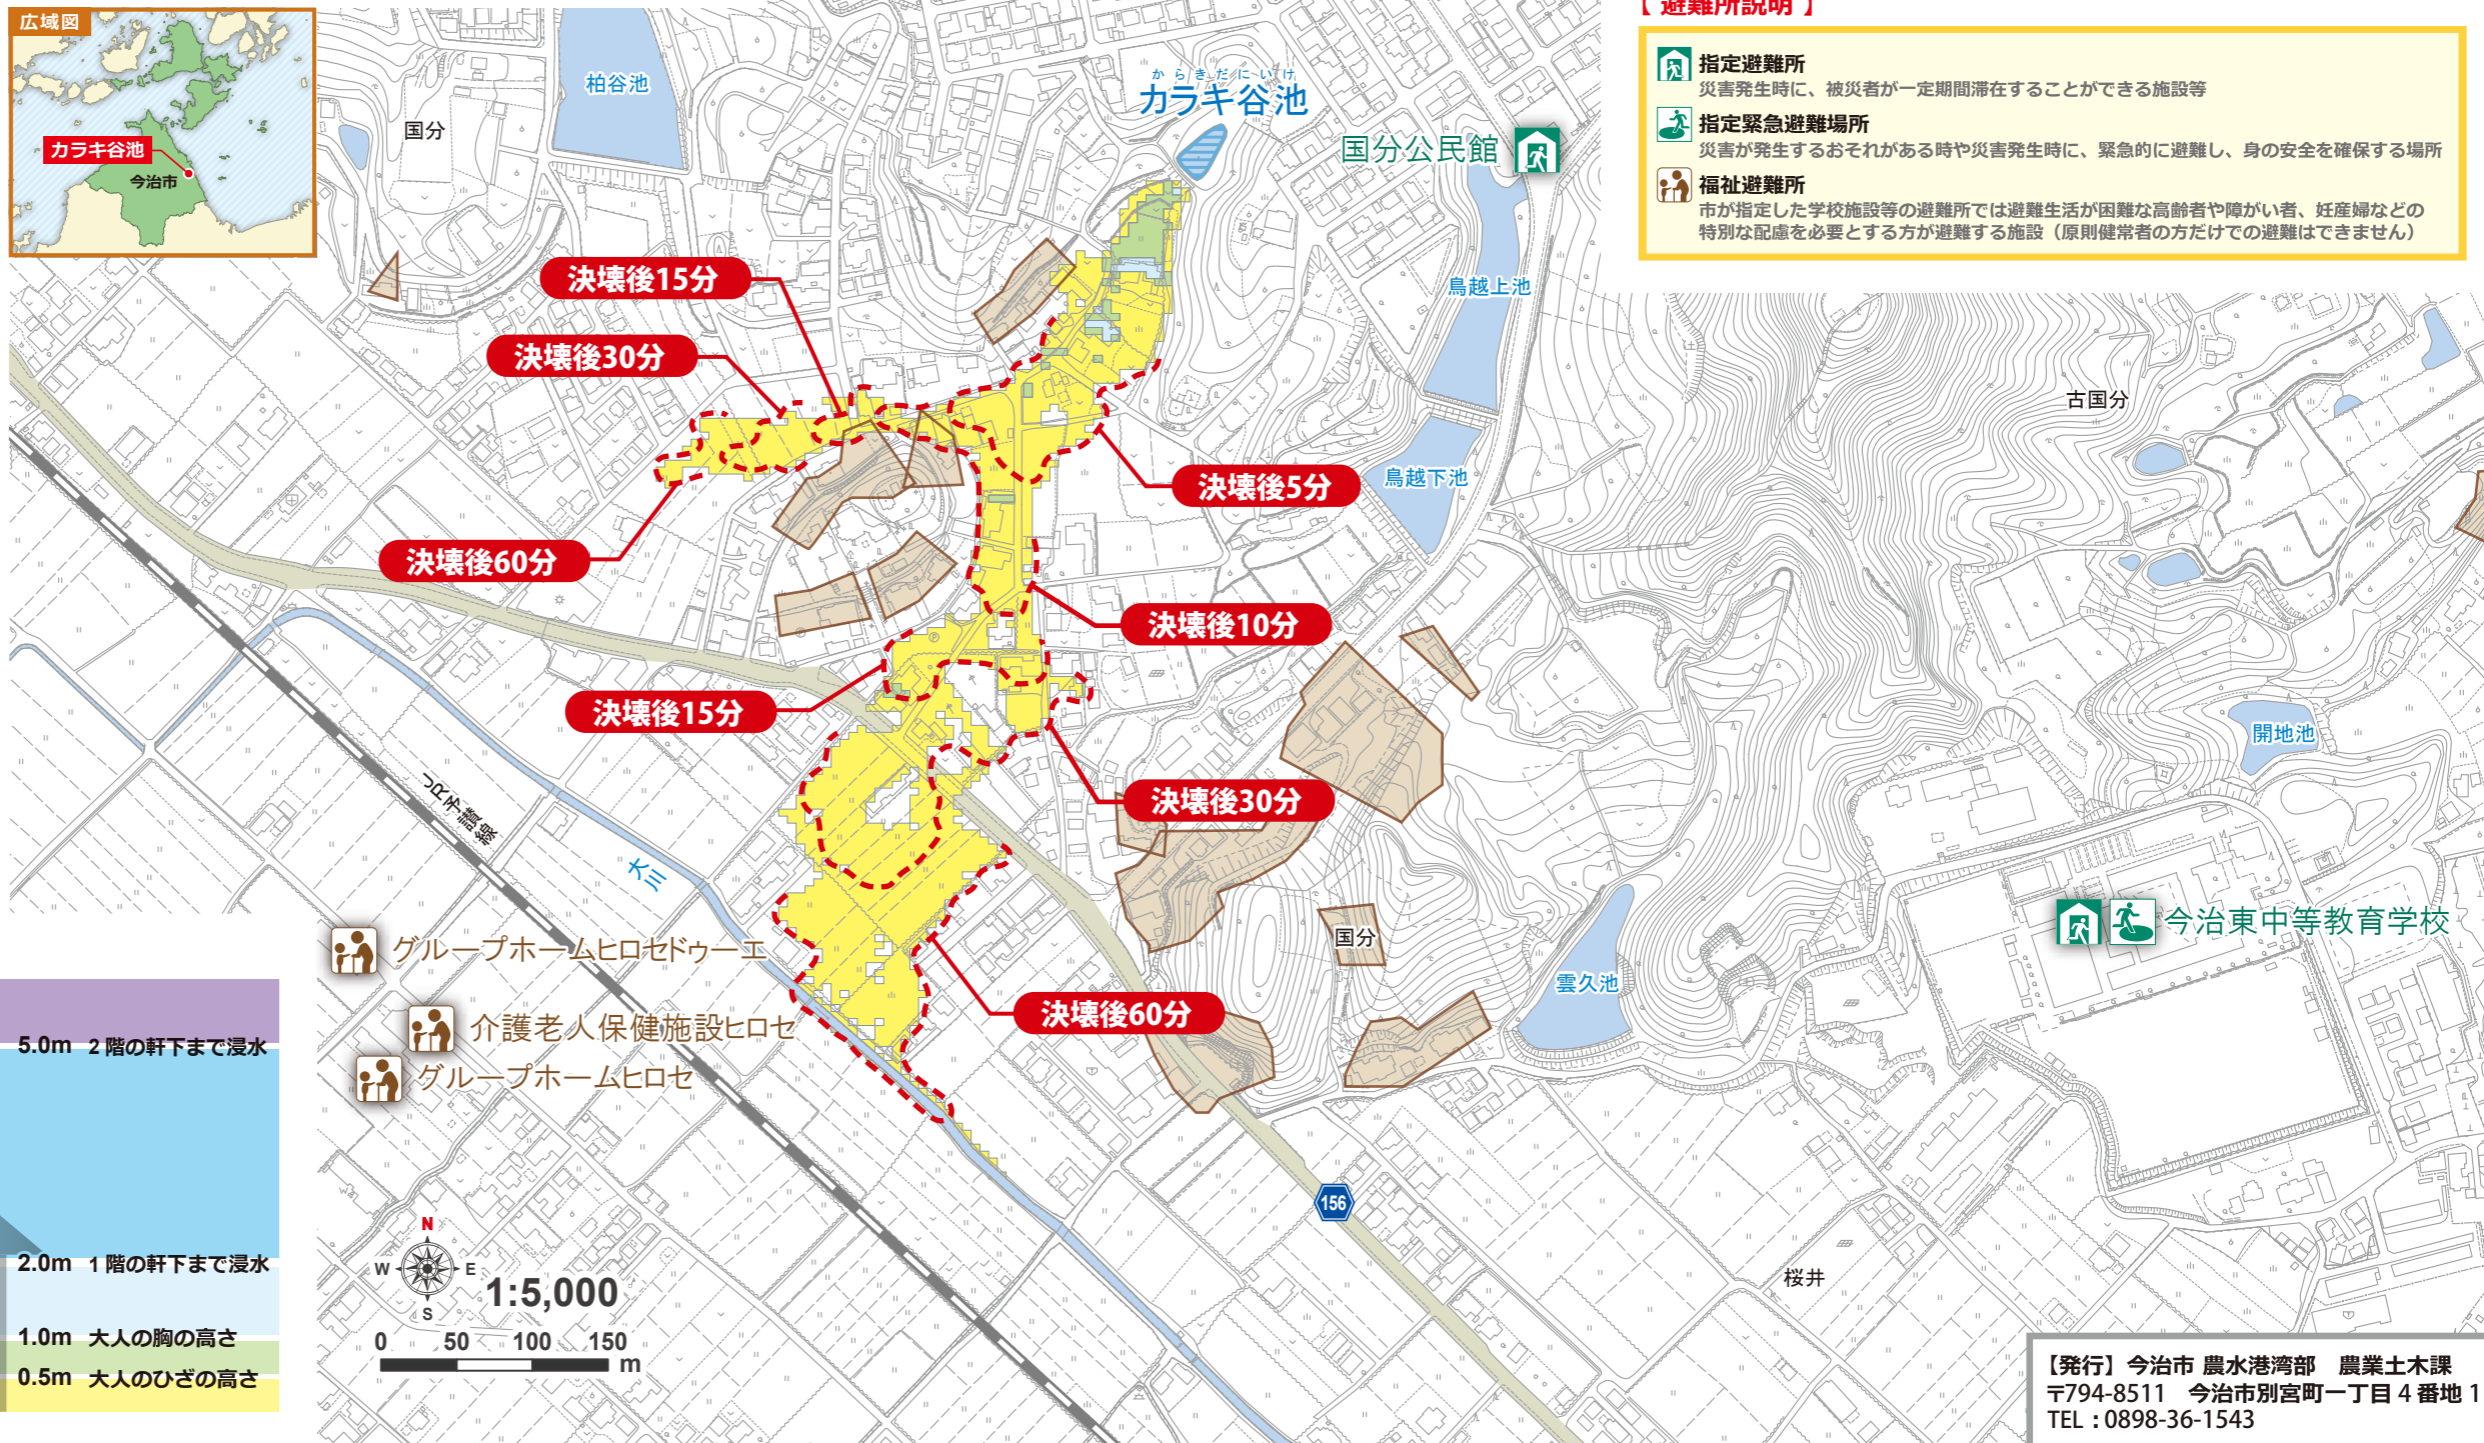 広域図
カラキ谷池
今治市
【 避難所説明 】
指定避難所
災害発生時に、被災者が一定期間滞在することができる施設等
指定緊急避難場所
災害が発生するおそれがある時や災害発生時に、緊急的に避難し、身の安全を確保する場所
福祉避難所
市が指定した学校施設等の避難所では避難生活が困難な高齢者や障がい者、妊産婦などの
特別な配慮を必要とする方が避難する施設（原則健常者の方だけでの避難はできません）
柏谷池
国分
からきだにいけ
カラキ谷池
国分公民館
鳥越上池
鳥越下池
古国分
開地池
決壊後15分
決壊後30分
決壊後60分
決壊後5分
決壊後10分
決壊後15分
決壊後30分
決壊後60分
JR予讃線
大川
国分
雲久池
今治東中等教育学校
グループホームヒロセドゥーエ
介護老人保健施設ヒロセ
グループホームヒロセ
156
桜井
5.0m 2階の軒下まで浸水
2.0m 1階の軒下まで浸水
1.0m 大人の胸の高さ
0.5m 大人のひざの高さ
N
W E
S
1:5,000
0 50 100 150
m
【発行】今治市 農水港湾部 農業土木課
〒794-8511 今治市別宮町一丁目4番地1
TEL：0898-36-1543